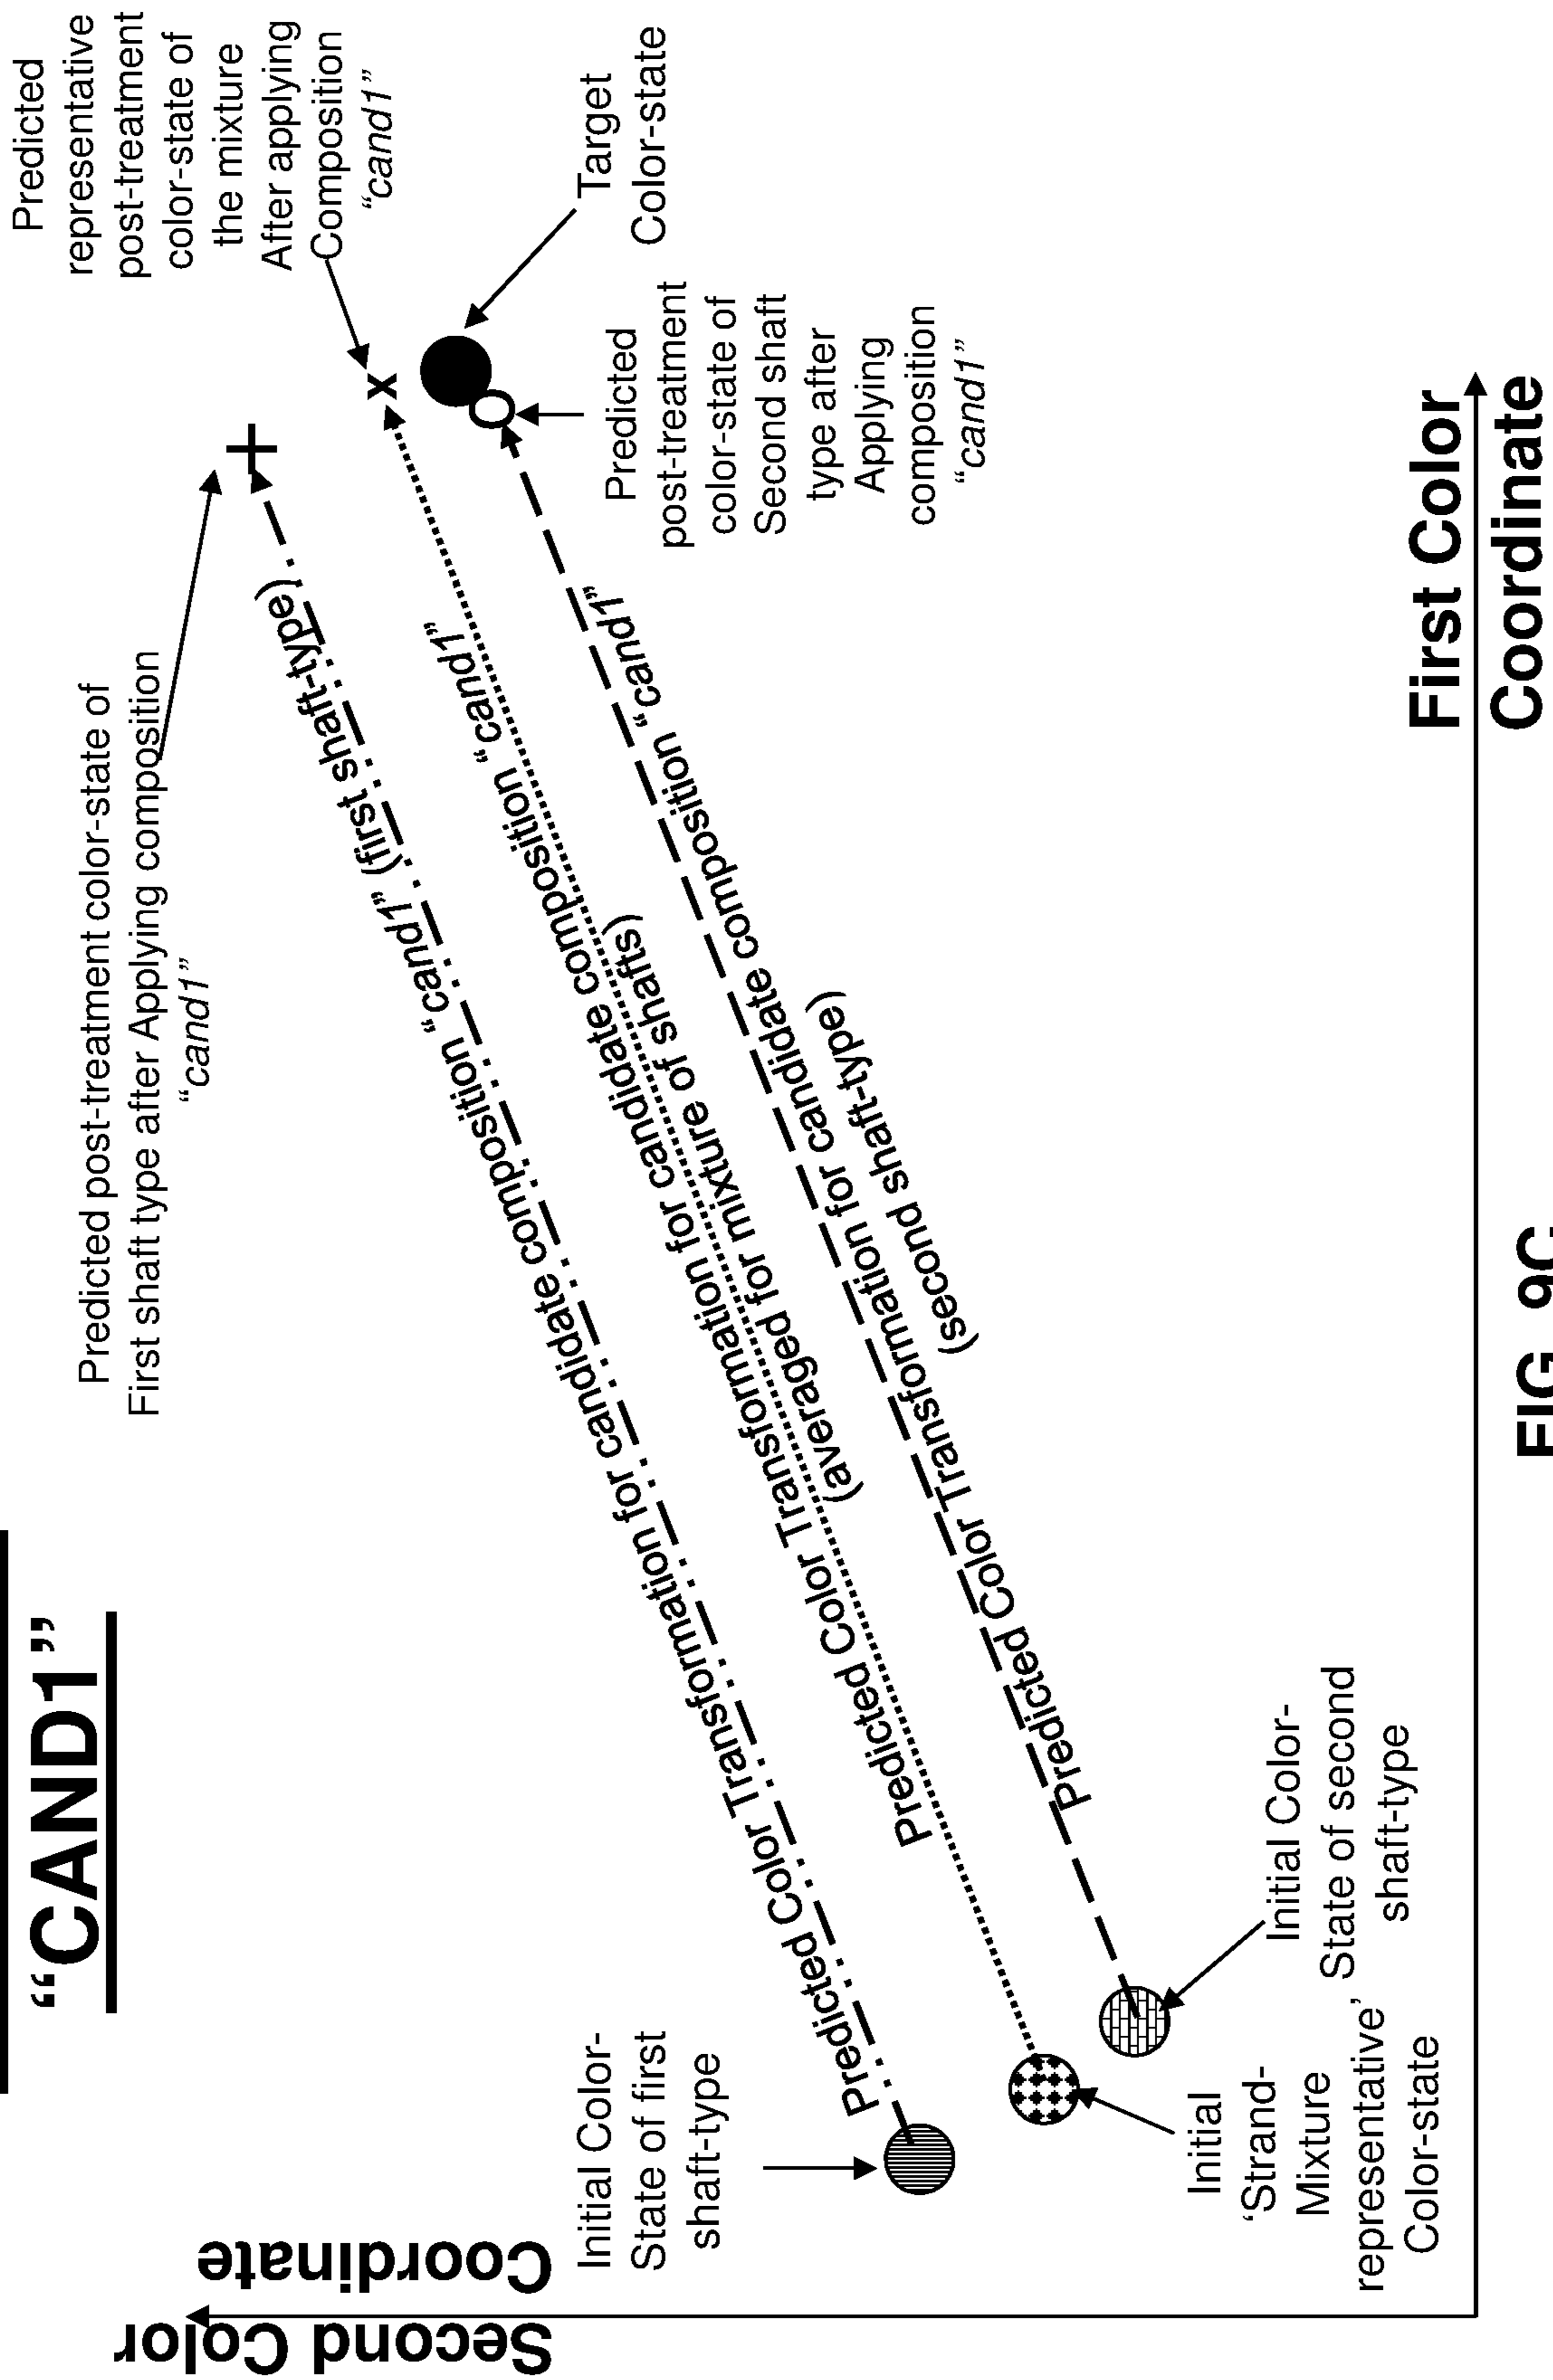 “CAND1”
Second Color
Coordinate
Predicted post-treatment color-state of
First shaft type after Applying composition
“cand1”
Predicted
representative
post-treatment
color-state of
the mixture
After applying
Composition
“cand1”
+
x
O
Target
Color-state
Predicted
post-treatment
color-state of
Second shaft
type after
Applying
composition
“cand1”
Predicted Color Transformation for candidate composition “cand1” (first shaft-type)
Predicted Color Transformation for candidate composition “cand1”
(averaged for mixture of shafts)
Predicted Color Transformation for candidate composition “cand1”
(second shaft-type)
Initial Color-
State of first
shaft-type
Initial
‘Strand-
Mixture
representative’
Color-state
Initial Color-
State of second
shaft-type
First Color
Coordinate
FIG. 9C